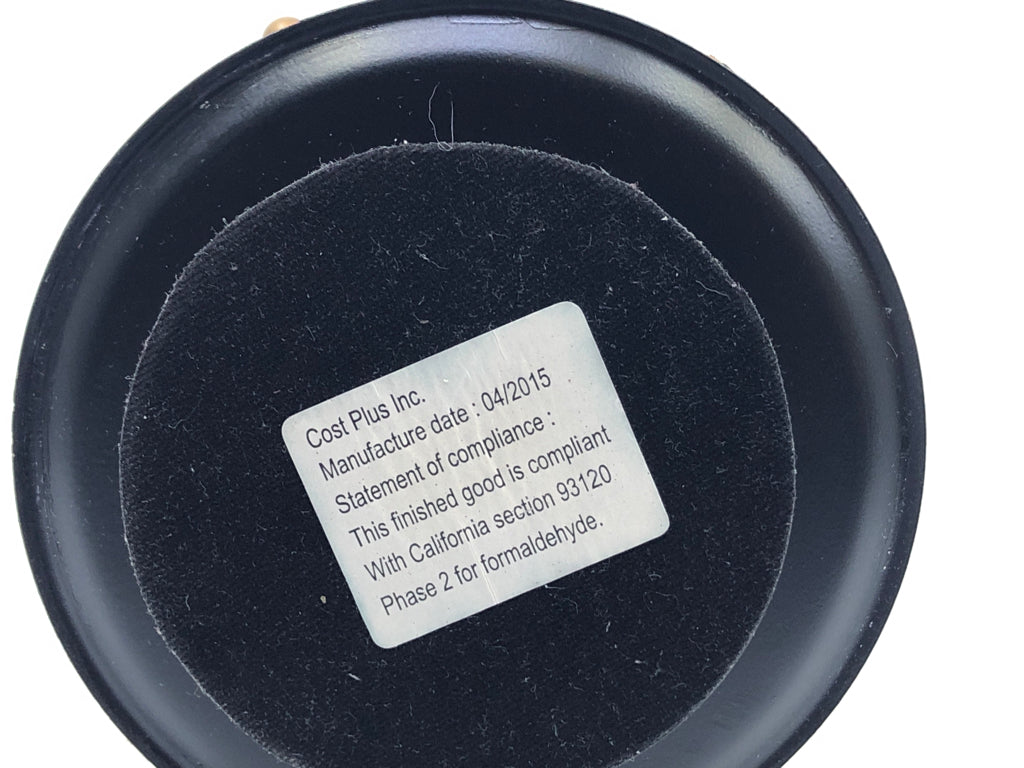 Cost Plus Inc.
Manufacture date : 04/2015
Statement of compliance :
This finished good is compliant
With California section 93120
Phase 2 for formaldehyde.